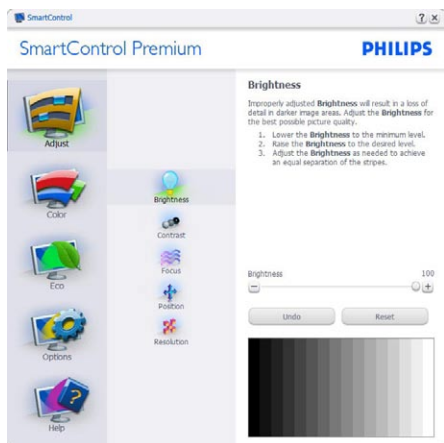 SmartControl
? x
SmartControl Premium
PHILIPS
Adjust
Color
Eco
Options
? 
Help
Brightness
Contrast
Focus
Position
Resolution
Brightness
Improperly adjusted Brightness will result in a loss of
detail in darker image areas. Adjust the Brightness for
the best possible picture quality.
1. Lower the Brightness to the minimum level.
2. Raise the Brightness to the desired level.
3. Adjust the Brightness as needed to achieve
an equal separation of the stripes.
Brightness 100
- +
Undo Reset